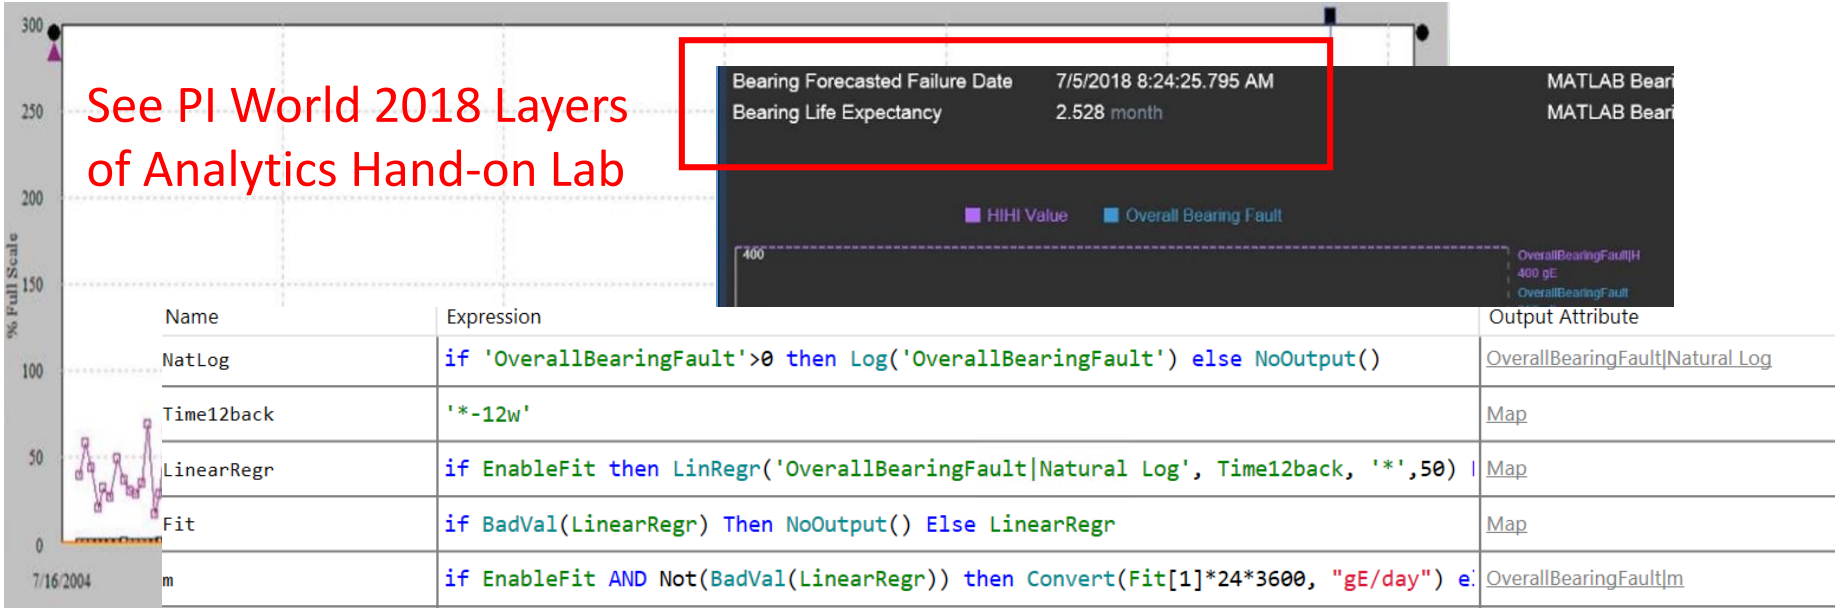 300
See PI World 2018 Layers
of Analytics Hand-on Lab
250
200
150
100
50
0
% Full Scale
7/16/2004
Bearing Forecasted Failure Date 7/5/2018 8:24:25.795 AM MATLAB Beari
Bearing Life Expectancy 2.528 month MATLAB Beari
HIHI Value Overall Bearing Fault
400
OverallBearingFault|H
400 gE
OverallBearingFault
Name Expression Output Attribute
NatLog if 'OverallBearingFault'>0 then Log('OverallBearingFault') else NoOutput() OverallBearingFault|Natural Log
Time12back '*-12w' Map
LinearRegr if EnableFit then LinRegr('OverallBearingFault|Natural Log', Time12back, '*',50) Map
Fit if BadVal(LinearRegr) Then NoOutput() Else LinearRegr Map
m if EnableFit AND Not(BadVal(LinearRegr)) then Convert(Fit[1]*24*3600, "gE/day") e OverallBearingFault|m